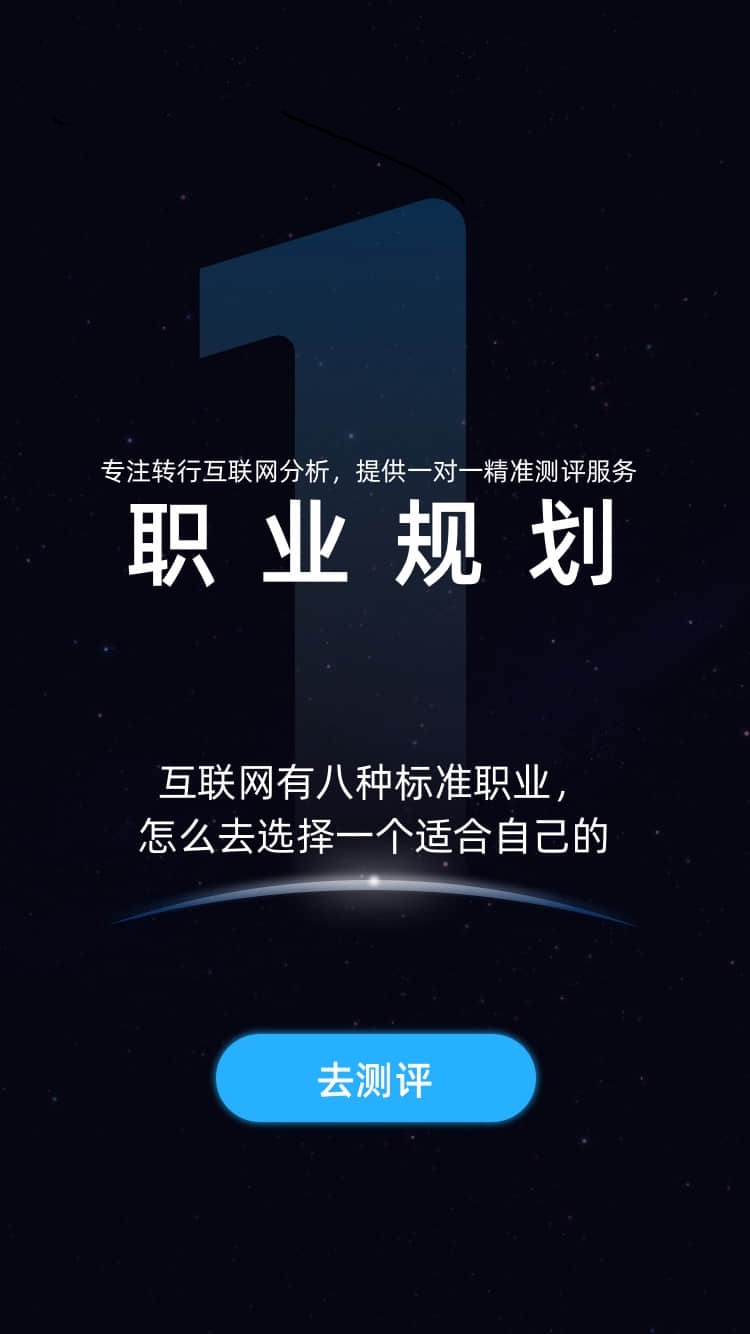 1
专注转行互联网分析，提供一对一精准测评服务
职业规划
互联网有八种标准职业，
怎么去选择一个适合自己的
去测评